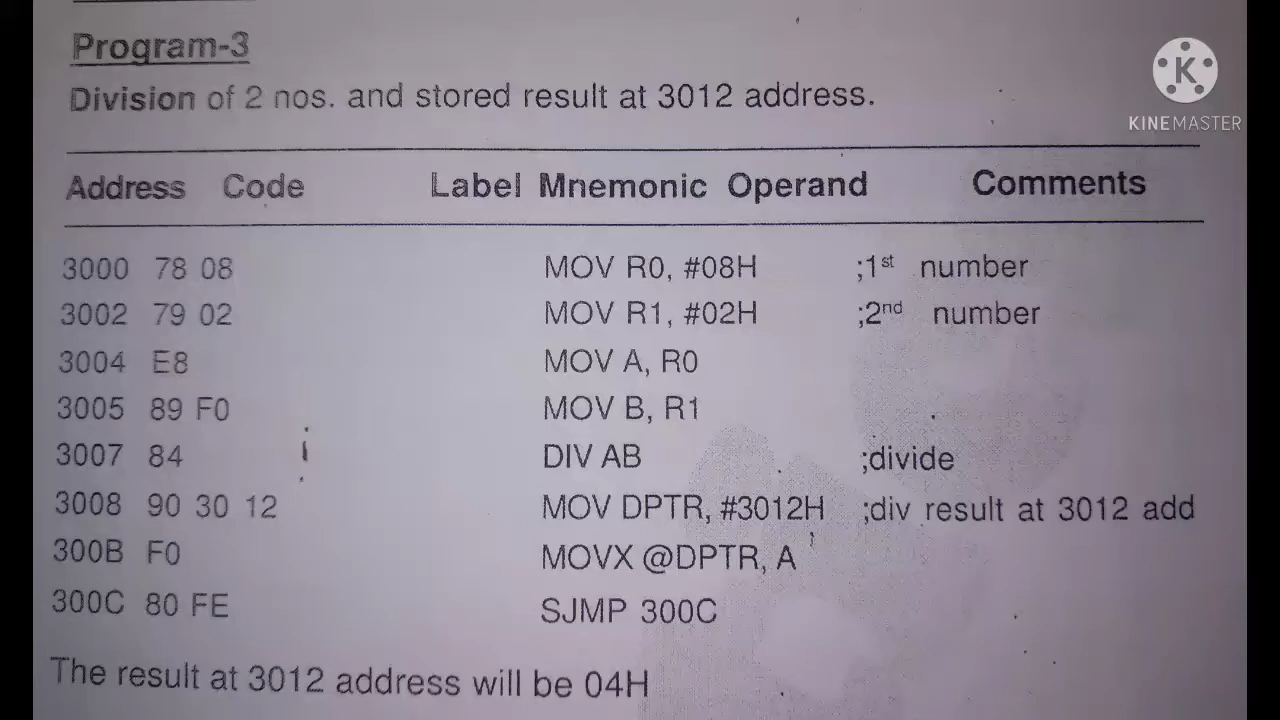 Program-3
Division of 2 nos. and stored result at 3012 address.
K
KINEMASTER
Address Code Label Mnemonic Operand Comments
3000 78 08 MOV R0, #08H ;1st number
3002 79 02 MOV R1, #02H ;2nd number
3004 E8 MOV A, R0
3005 89 F0 MOV B, R1
3007 84 DIV AB ;divide
3008 90 30 12 MOV DPTR, #3012H ;div result at 3012 add
300B F0 MOVX @DPTR, A
300C 80 FE SJMP 300C
The result at 3012 address will be 04H